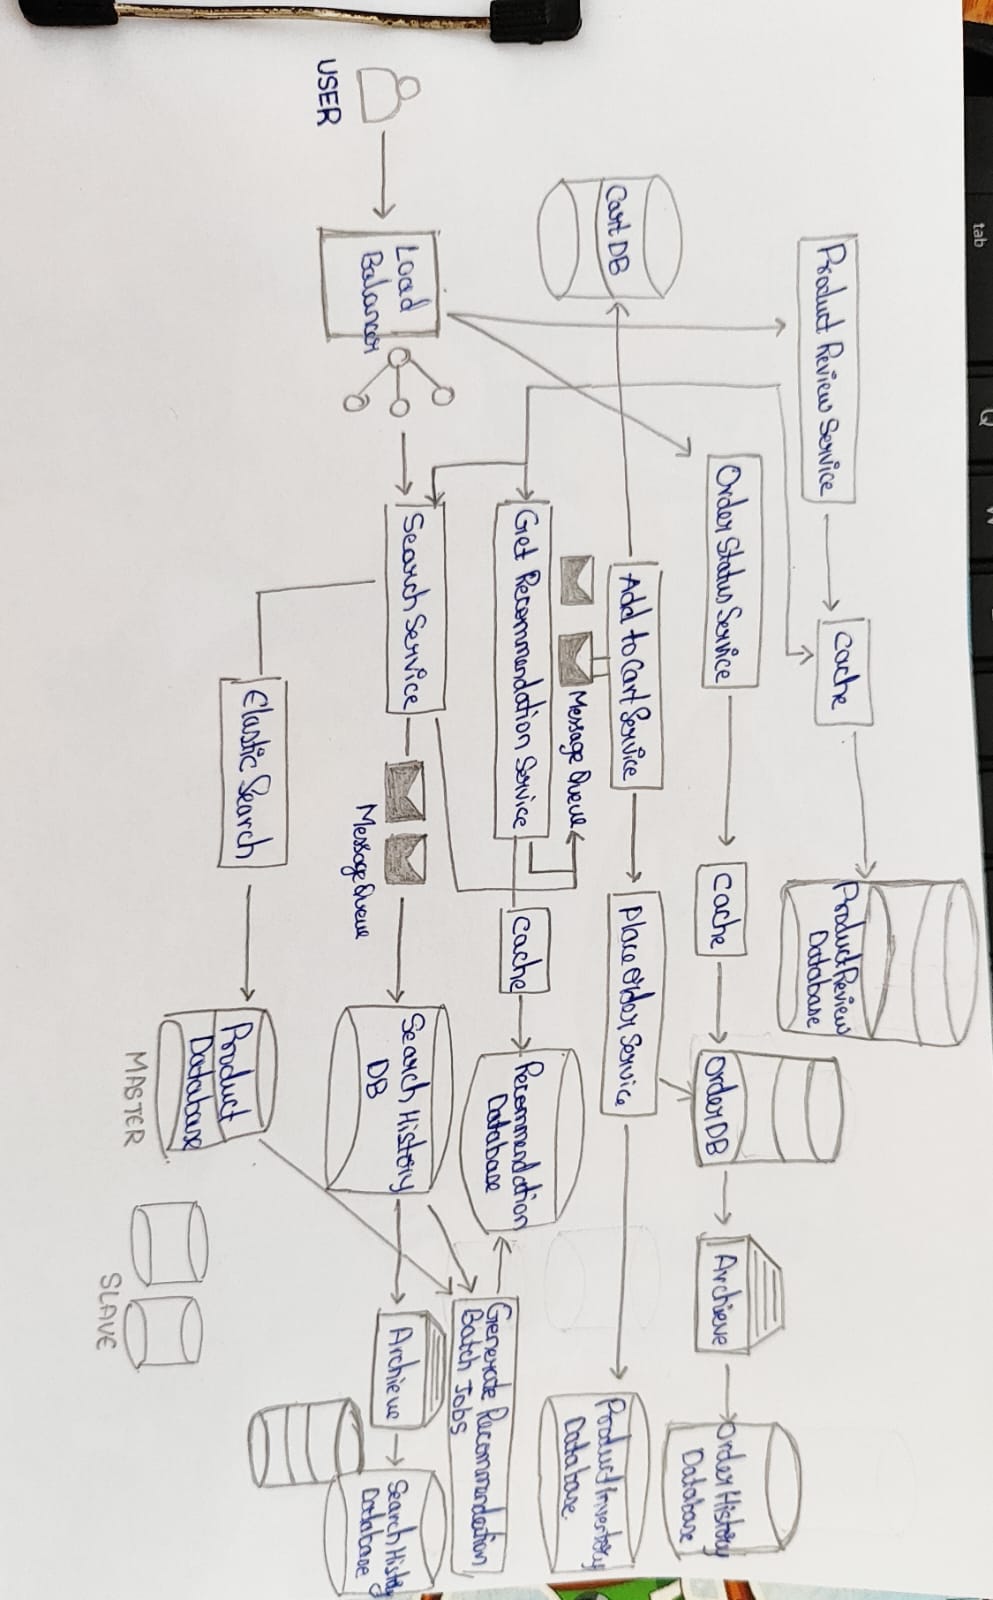 tab
Q
W
Product Review Service
Cache
Product Review
Database
Order Status Service
Cache
Order DB
Archieve
Order History
Database
Cart DB
Add to Cart Service
Place Order Service
Product Inventory
Database
Message Queue
Get Recommendation Service
Cache
Recommendation
Database
Generate Recommendation
Batch Jobs
USER
Load
Balancer
Search Service
Message Queue
Search History
DB
Archieve
Search History
Database
Elastic Search
Product
Database
MASTER
SLAVE